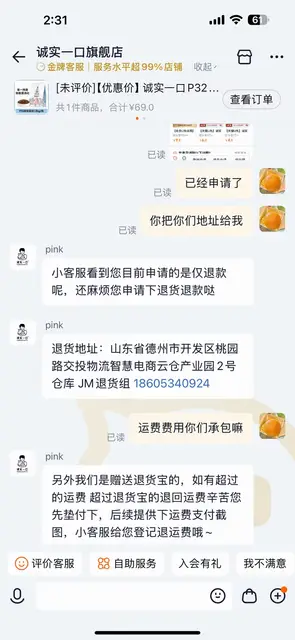 2:31
诚实一口旗舰店
金牌客服 | 服务水平超99%店铺 收起
[未评价]【优惠价】诚实一口P32...
共1件商品，合计¥69.0
查看订单
已读
已经申请了
已读
你把你们地址给我
已读
pink
小客服看到您目前申请的是仅退款
呢，还麻烦您申请下退货退款哒
pink
退货地址：山东省德州市开发区桃园
路交投物流智慧电商云仓产业园2号
仓库 JM退货组 18605340924
运费费用你们承包嘛
已读
pink
另外我们是赠送退货宝的，如有超过
的运费 超过退货宝的退回运费辛苦您
先垫付下，后续提供下运费支付截
图，小客服给您登记退运费哦~
评价客服
自助服务
入会有礼
我不满意